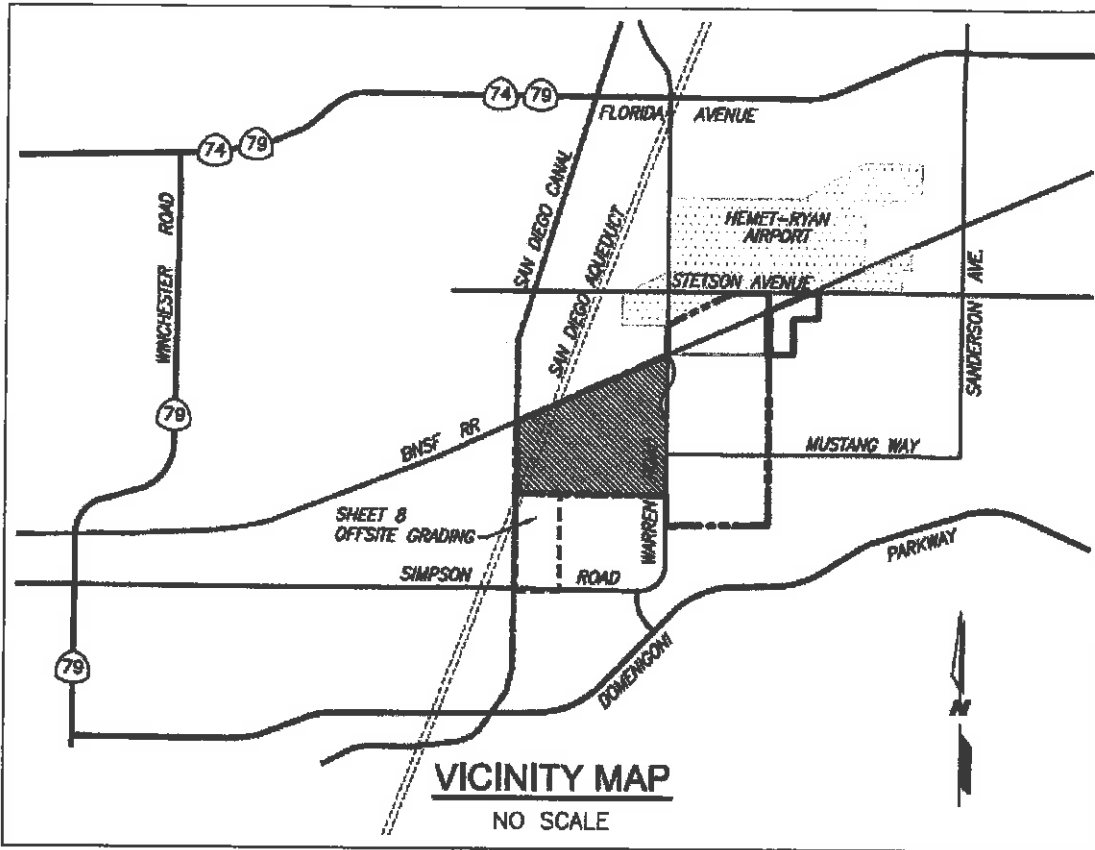 74 79
FLORIDA AVENUE
74 79
WINCHESTER ROAD
SAN DIEGO CANAL
SAN DIEGO AQUEDUCT
HEMET-RYAN
AIRPORT
STETSON AVENUE
SANDERSON AVE.
79
BNSF RR
MUSTANG WAY
SHEET 8
OFFSITE GRADING
WARREN ROAD
SIMPSON ROAD
PARKWAY
DOMENIGONI
79
N
VICINITY MAP
NO SCALE